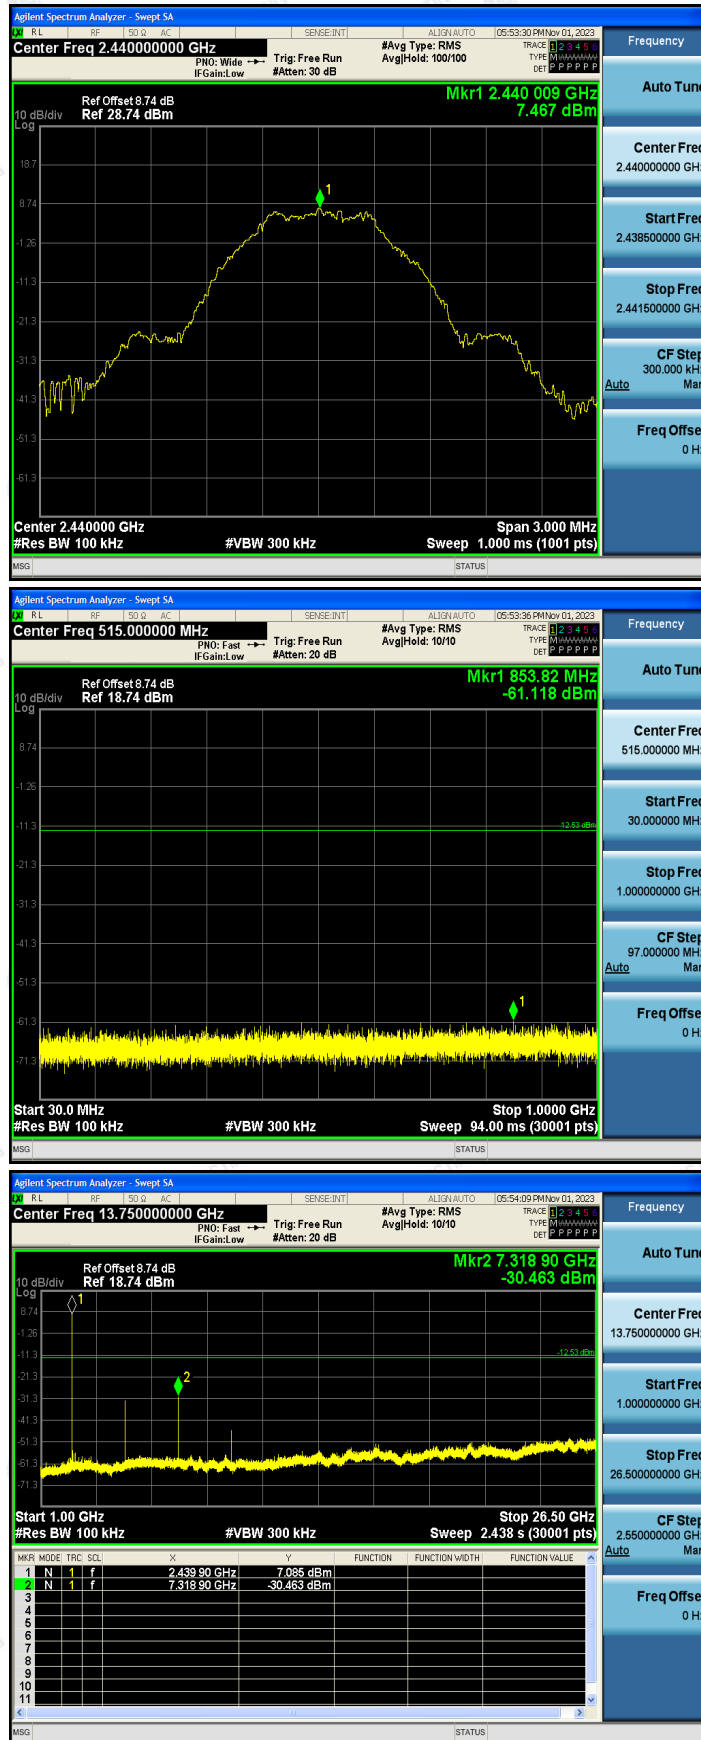 Agilent Spectrum Analyzer - Swept SA
LXI RL RF 50 Ω AC SENSE:INT ALIGNAUTO 05:53:30 PM Nov 01, 2023
Center Freq 2.440000000 GHz
PNO: Wide
IFGain:Low
Trig: Free Run
#Atten: 30 dB
#Avg Type: RMS
Avg|Hold: 100/100
TRACE 1 2 3 4 5 6
TYPE M
DET P P P P P P
Frequency
Auto Tune
Mkr1 2.440 009 GHz
7.467 dBm
Ref Offset 8.74 dB
10 dB/div Ref 28.74 dBm
Log
18.7
8.74
-1.26
-11.3
-21.3
-31.3
-41.3
-51.3
-61.3
1
Center Freq
2.440000000 GHz
Start Freq
2.438500000 GHz
Stop Freq
2.441500000 GHz
CF Step
300.000 kHz
Auto Man
Freq Offset
0 Hz
Center 2.440000 GHz Span 3.000 MHz
#Res BW 100 kHz #VBW 300 kHz Sweep 1.000 ms (1001 pts)
MSG STATUS
Agilent Spectrum Analyzer - Swept SA
LXI RL RF 50 Ω AC SENSE:INT ALIGNAUTO 05:53:36 PM Nov 01, 2023
Center Freq 515.000000 MHz
PNO: Fast
IFGain:Low
Trig: Free Run
#Atten: 20 dB
#Avg Type: RMS
Avg|Hold: 10/10
TRACE 1 2 3 4 5 6
TYPE M
DET P P P P P P
Frequency
Auto Tune
Mkr1 853.82 MHz
-61.118 dBm
Ref Offset 8.74 dB
10 dB/div Ref 18.74 dBm
Log
8.74
-1.26
-11.3
-21.3
-31.3
-41.3
-51.3
-61.3
-71.3
-12.53 dBm
1
Center Freq
515.000000 MHz
Start Freq
30.000000 MHz
Stop Freq
1.000000000 GHz
CF Step
97.000000 MHz
Auto Man
Freq Offset
0 Hz
Start 30.0 MHz Stop 1.0000 GHz
#Res BW 100 kHz #VBW 300 kHz Sweep 94.00 ms (30001 pts)
MSG STATUS
Agilent Spectrum Analyzer - Swept SA
LXI RL RF 50 Ω AC SENSE:INT ALIGNAUTO 05:54:09 PM Nov 01, 2023
Center Freq 13.750000000 GHz
PNO: Fast
IFGain:Low
Trig: Free Run
#Atten: 20 dB
#Avg Type: RMS
Avg|Hold: 10/10
TRACE 1 2 3 4 5 6
TYPE M
DET P P P P P P
Frequency
Auto Tune
Mkr2 7.318 90 GHz
-30.463 dBm
Ref Offset 8.74 dB
10 dB/div Ref 18.74 dBm
Log
8.74
-1.26
-11.3
-21.3
-31.3
-41.3
-51.3
-61.3
-71.3
-12.53 dBm
1
2
Center Freq
13.750000000 GHz
Start Freq
1.000000000 GHz
Stop Freq
26.500000000 GHz
CF Step
2.550000000 GHz
Auto Man
Freq Offset
0 Hz
Start 1.00 GHz Stop 26.50 GHz
#Res BW 100 kHz #VBW 300 kHz Sweep 2.438 s (30001 pts)
MKR MODE TRC SCL X Y FUNCTION FUNCTION WIDTH FUNCTION VALUE
1 N 1 f 2.439 90 GHz 7.085 dBm
2 N 1 f 7.318 90 GHz -30.463 dBm
3
4
5
6
7
8
9
10
11
MSG STATUS